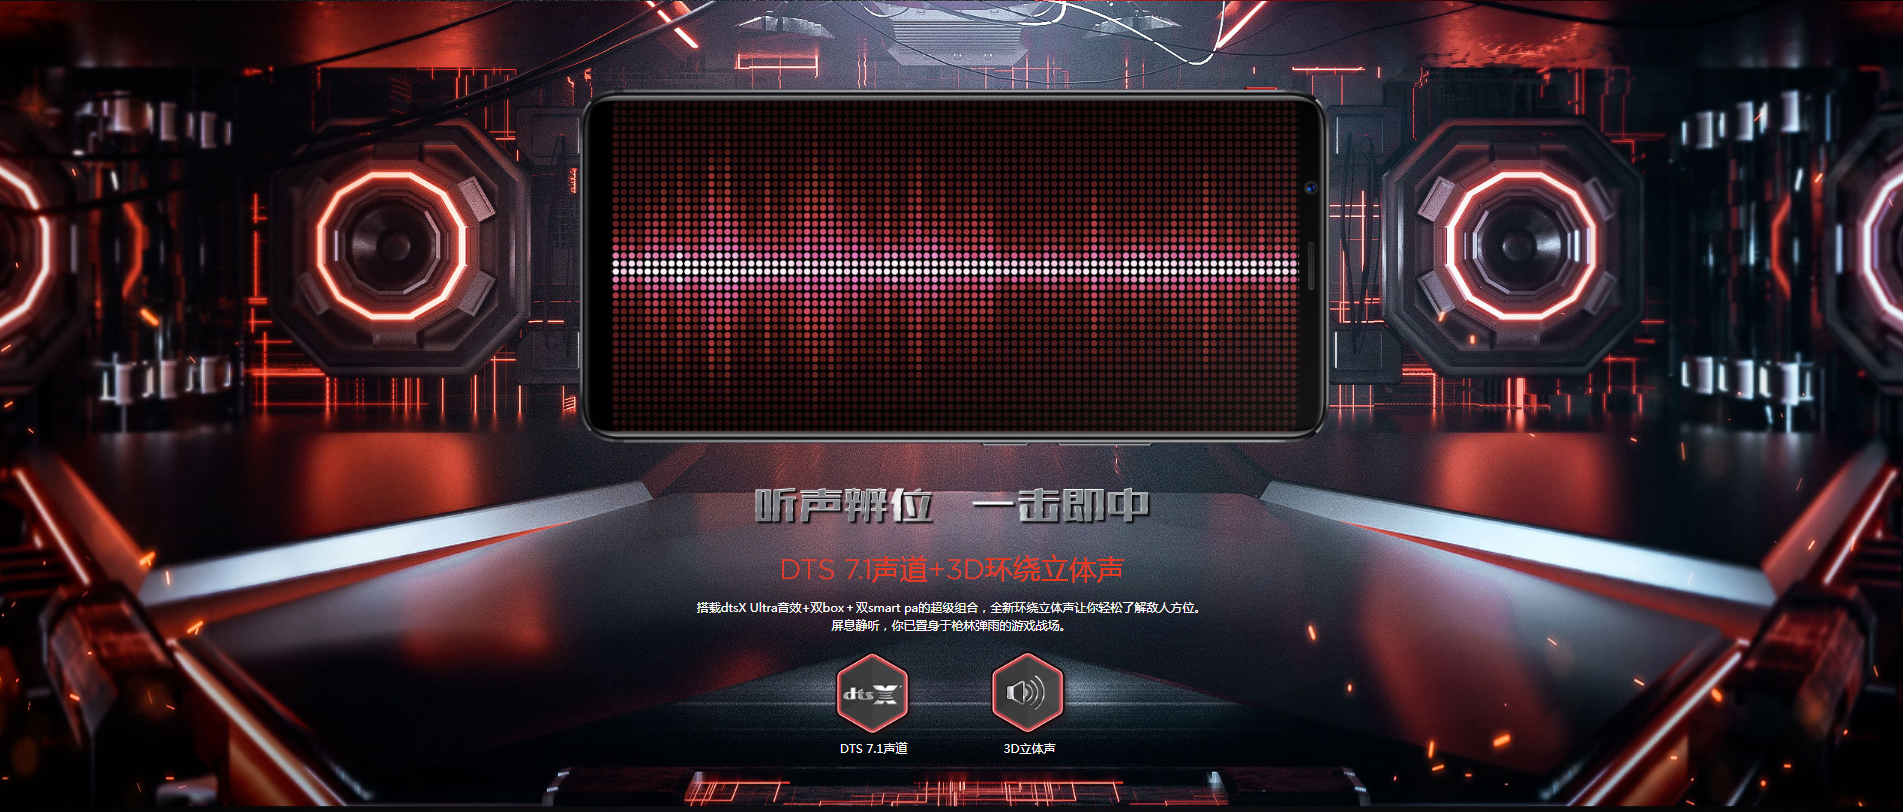 听声辨位 一击即中
DTS 7.1声道+3D环绕立体声
搭载dtsX Ultra音效+双box + 双smart pa的超级组合，全新环绕立体声让你轻松了解敌人方位。
屏息静听，你已置身于枪林弹雨的游戏战场。
dts X
DTS 7.1声道
3D立体声